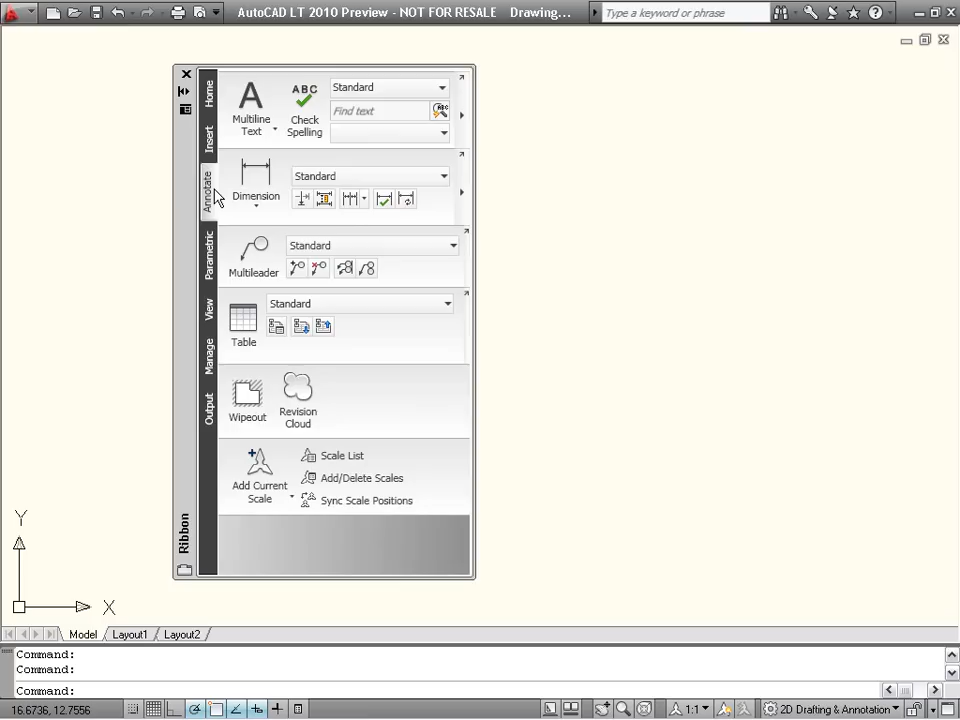 AutoCAD LT 2010 Preview - NOT FOR RESALE Drawing...
Type a keyword or phrase
Home
Insert
Annotate
Parametric
View
Manage
Output
Ribbon
A
Multiline
Text
ABC
Check
Spelling
Standard
Find text
ABC
Dimension
Standard
Multileader
Standard
Table
Standard
Wipeout
Revision
Cloud
Add Current
Scale
Scale List
Add/Delete Scales
Sync Scale Positions
Y
X
Model
Layout1
Layout2
Command:
Command:
Command:
16.6736, 12.7556
1:1
2D Drafting & Annotation